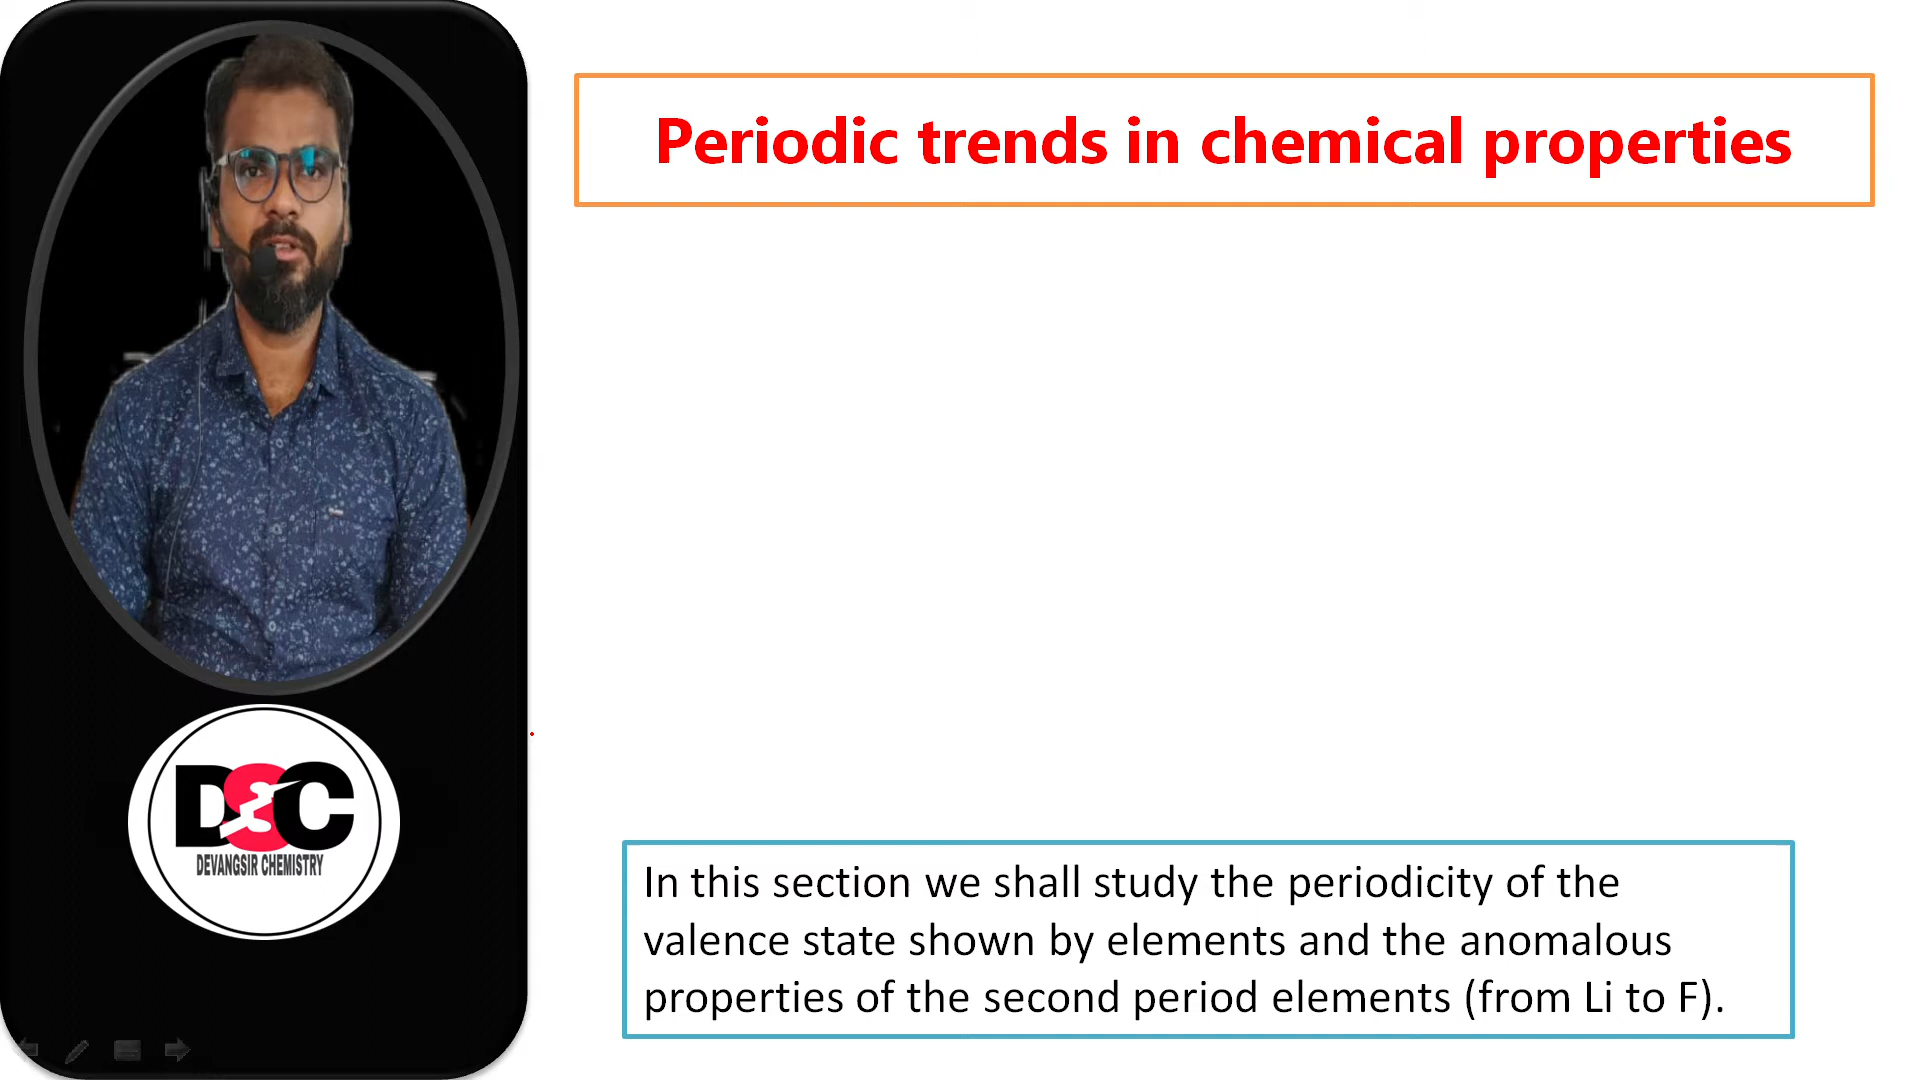 Periodic trends in chemical properties
DSC
DEVANGSIR CHEMISTRY
In this section we shall study the periodicity of the
valence state shown by elements and the anomalous
properties of the second period elements (from Li to F).